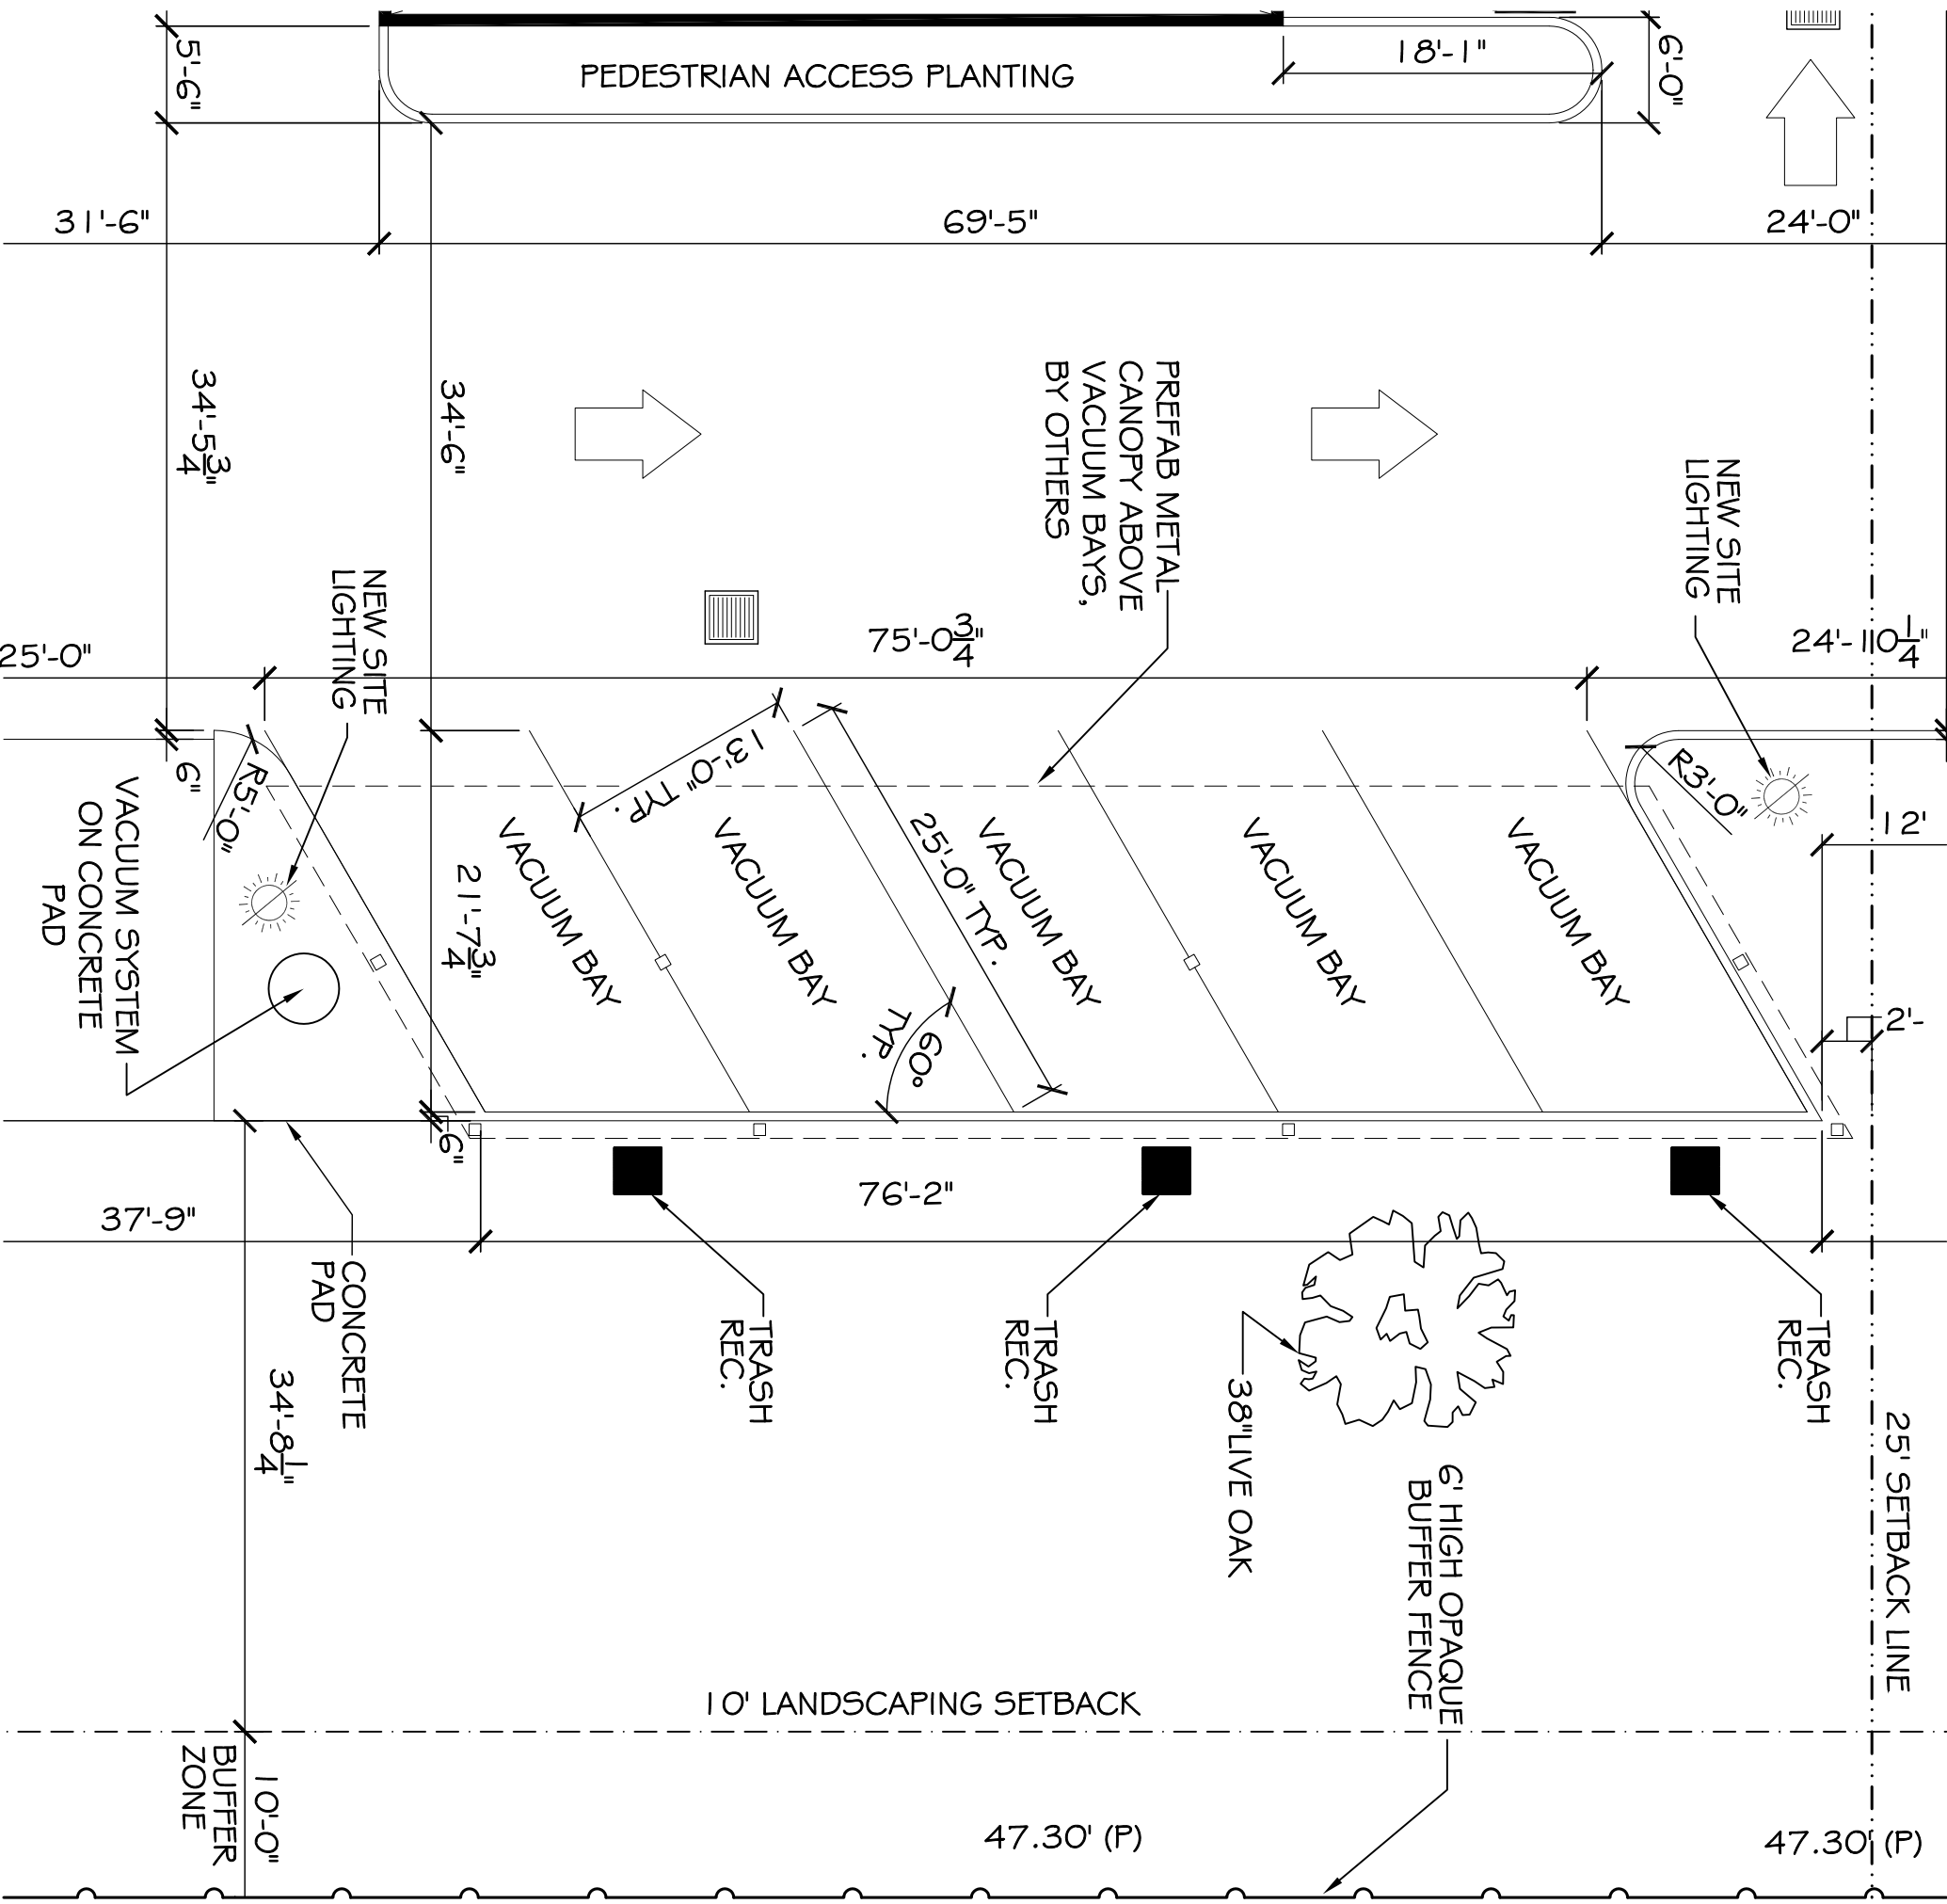 5'-6"
PEDESTRIAN ACCESS PLANTING
18'-1"
6'-0"
31'-6"
69'-5"
24'-0"
34'-5 3/4"
34'-6"
PREFAB METAL
CANOPY ABOVE
VACUUM BAYS,
BY OTHERS
NEW SITE
LIGHTING
NEW SITE
LIGHTING
25'-0"
75'-0 3/4"
24'-10 1/4"
6"
R5'-0"
13'-0" TYP.
25'-0" TYP.
R3'-0"
12'
VACUUM SYSTEM
ON CONCRETE
PAD
21'-7 3/4"
VACUUM BAY
VACUUM BAY
VACUUM BAY
VACUUM BAY
VACUUM BAY
60°
TYP.
2'-
6"
37'-9"
76'-2"
CONCRETE
PAD
TRASH
REC.
TRASH
REC.
TRASH
REC.
34'-8 1/4"
38"LIVE OAK
6' HIGH OPAQUE
BUFFER FENCE
25' SETBACK LINE
10' LANDSCAPING SETBACK
BUFFER
ZONE
10'-0"
47.30' (P)
47.30' (P)